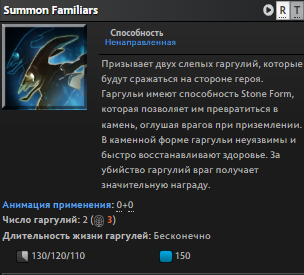 Summon Familiars R T
Способность
Ненаправленная
Призывает двух слепых гаргулий, которые
будут сражаться на стороне героя.
Гаргульи имеют способность Stone Form,
которая позволяет им превратиться в
камень, оглушая врагов при приземлении.
В каменной форме гаргульи неуязвимы и
быстро восстанавливают здоровье. За
убийство гаргулий враг получает
значительную награду.
Анимация применения: 0+0
Число гаргулий: 2 (3)
Длительность жизни гаргулей: Бесконечно
130/120/110 150